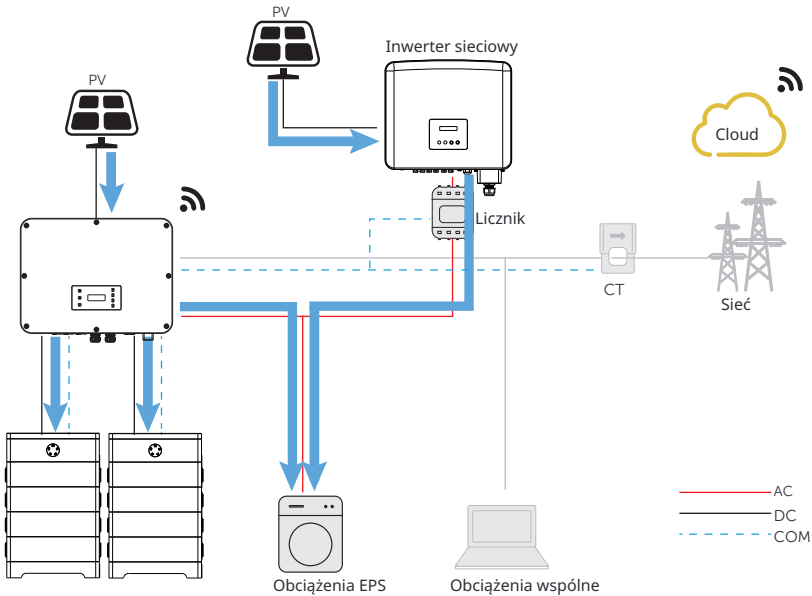 PV
Inwerter sieciowy
PV
Cloud
Licznik
CT
Sieć
AC
DC
COM
Obciążenia EPS
Obciążenia wspólne